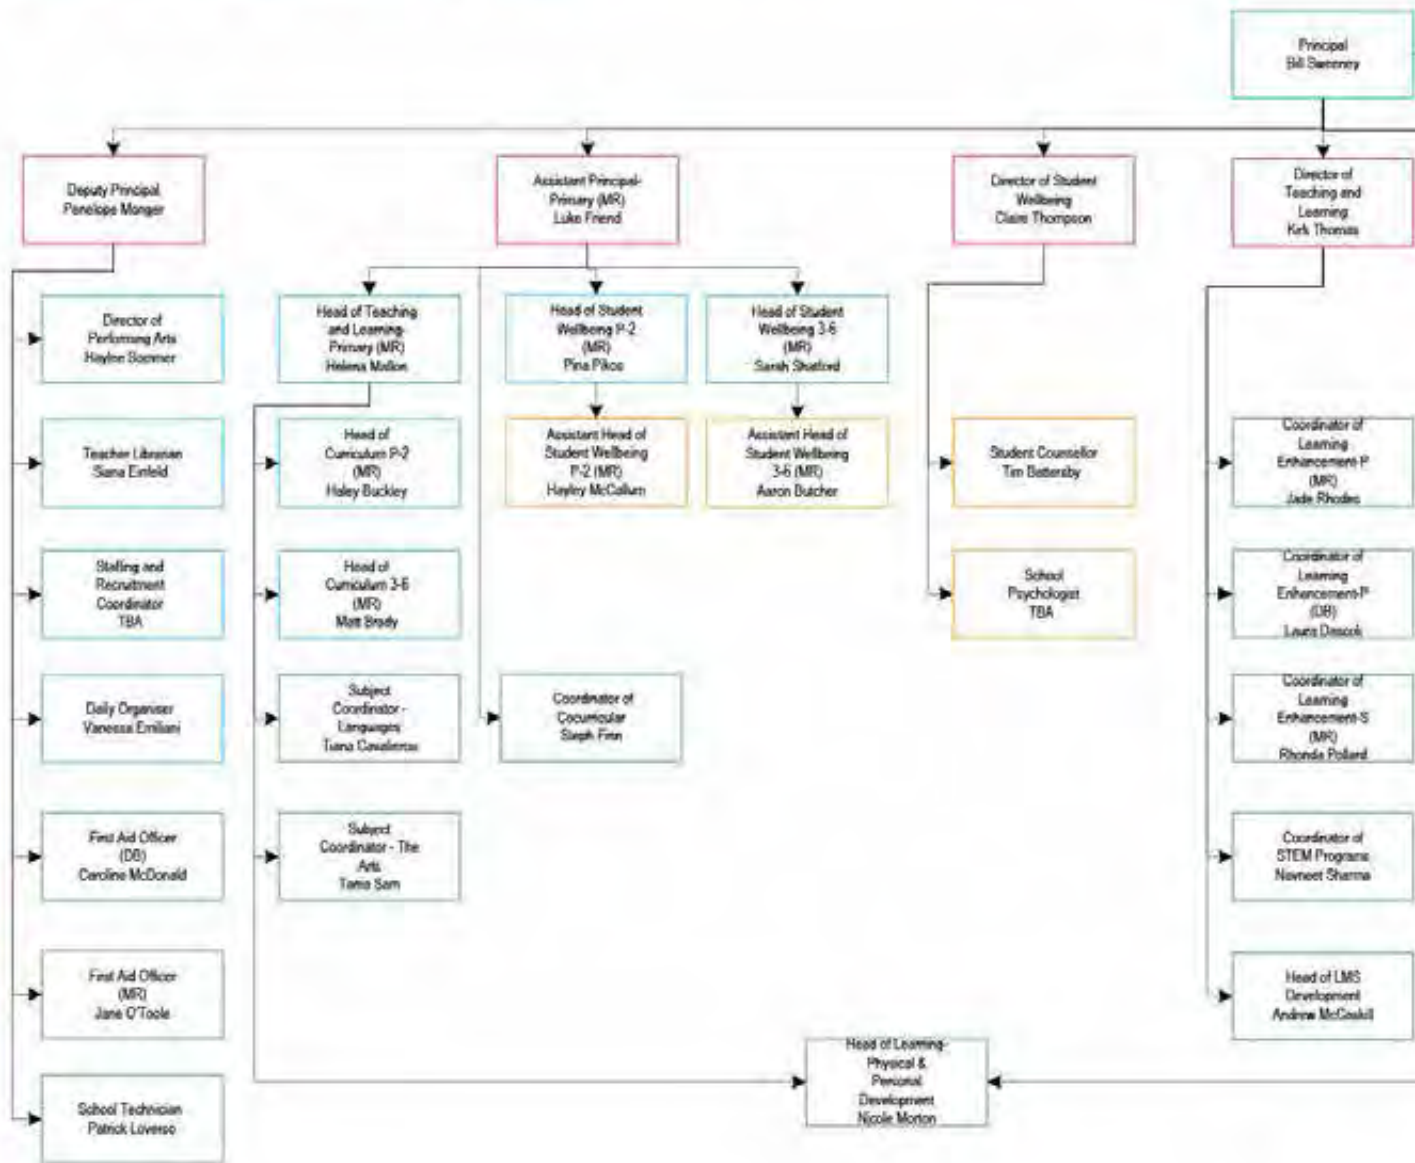 Principal
Bill Sweeney
Deputy Principal
Penelope Monger
Assistant Principal-
Primary (MR)
Luke Friend
Director of Student
Wellbeing
Claire Thompson
Director of
Teaching and
Learning
Kirk Thomas
Director of
Performing Arts
Haylee
Head of Teaching
and Learning-
Primary (MR)
Helena Mallon
Head of Student
Wellbeing P-2
(MR)
Pina Pikos
Head of Student
Wellbeing 3-6
(MR)
Sarah
Teacher Librarian
Siana Einfeld
Head of
Curriculum P-2
(MR)
Haley Buckley
Assistant Head of
Student Wellbeing
P-2 (MR)
Hayley McCallum
Assistant Head of
Student Wellbeing
3-6 (MR)
Aaron Butcher
Student Counsellor
Tim Battersby
Coordinator of
Learning
Enhancement-P
(MR)
Jade Rhodes
Staffing and
Recruitment
Coordinator
TBA
Head of
Curriculum 3-6
(MR)
Matt Brody
School
Psychologist
TBA
Coordinator of
Learning
Enhancement-P
(DB)
Laura
Daily Organiser
Vanessa Emiliani
Subject
Coordinator -
Languages
Tiana
Coordinator of
Cocurricular
Steph Finn
Coordinator of
Learning
Enhancement-S
(MR)
Rhonda Pollard
First Aid Officer
(DB)
Caroline McDonald
Subject
Coordinator - The
Arts
Tania Sam
Coordinator of
STEM Programs
Navneet Sharma
First Aid Officer
(MR)
Jane O'Toole
Head of LMS
Development
Andrew McCaskill
Head of Learning-
Physical &
Personal
Development
Nicole Morton
School Technician
Patrick Loverso